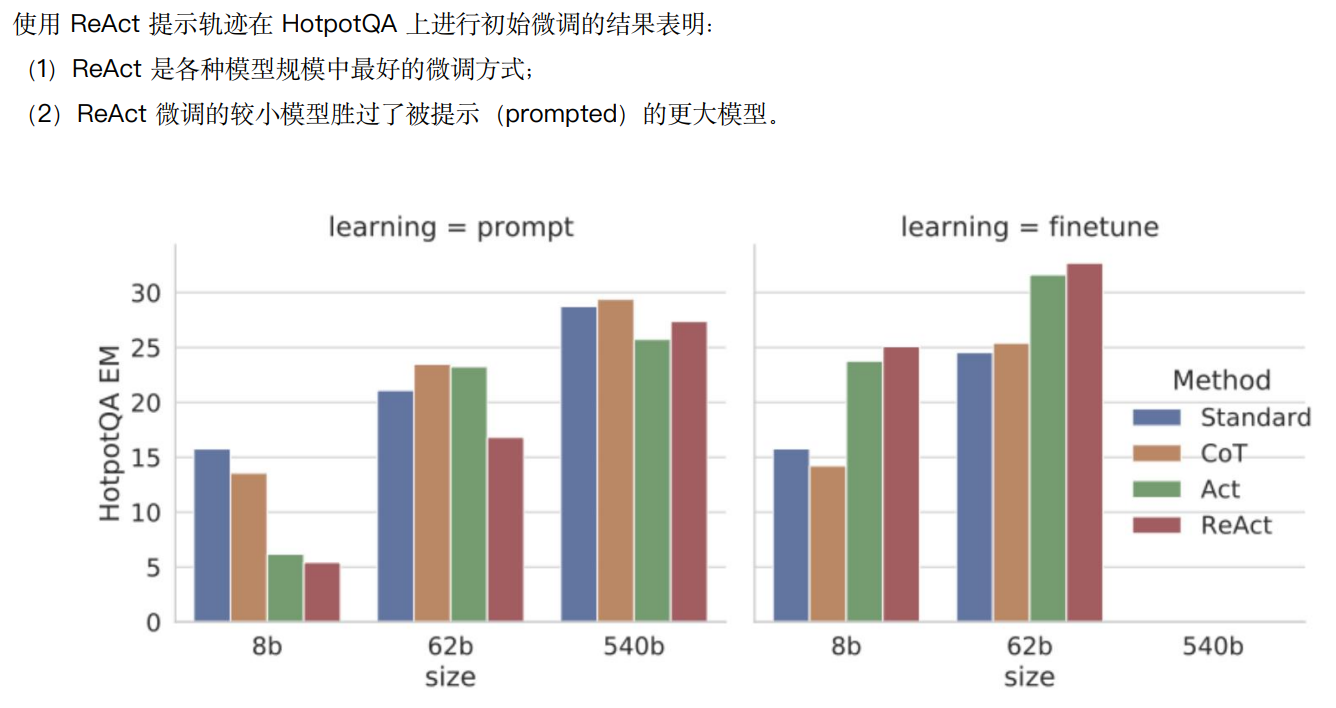 使用 ReAct 提示轨迹在 HotpotQA 上进行初始微调的结果表明:
（1）ReAct 是各种模型规模中最好的微调方式；
（2）ReAct 微调的较小模型胜过了被提示（prompted）的更大模型。
learning = prompt
learning = finetune
HotpotQA EM
30
25
20
15
10
5
0
8b
62b
540b
size
8b
62b
540b
size
Method
Standard
CoT
Act
ReAct